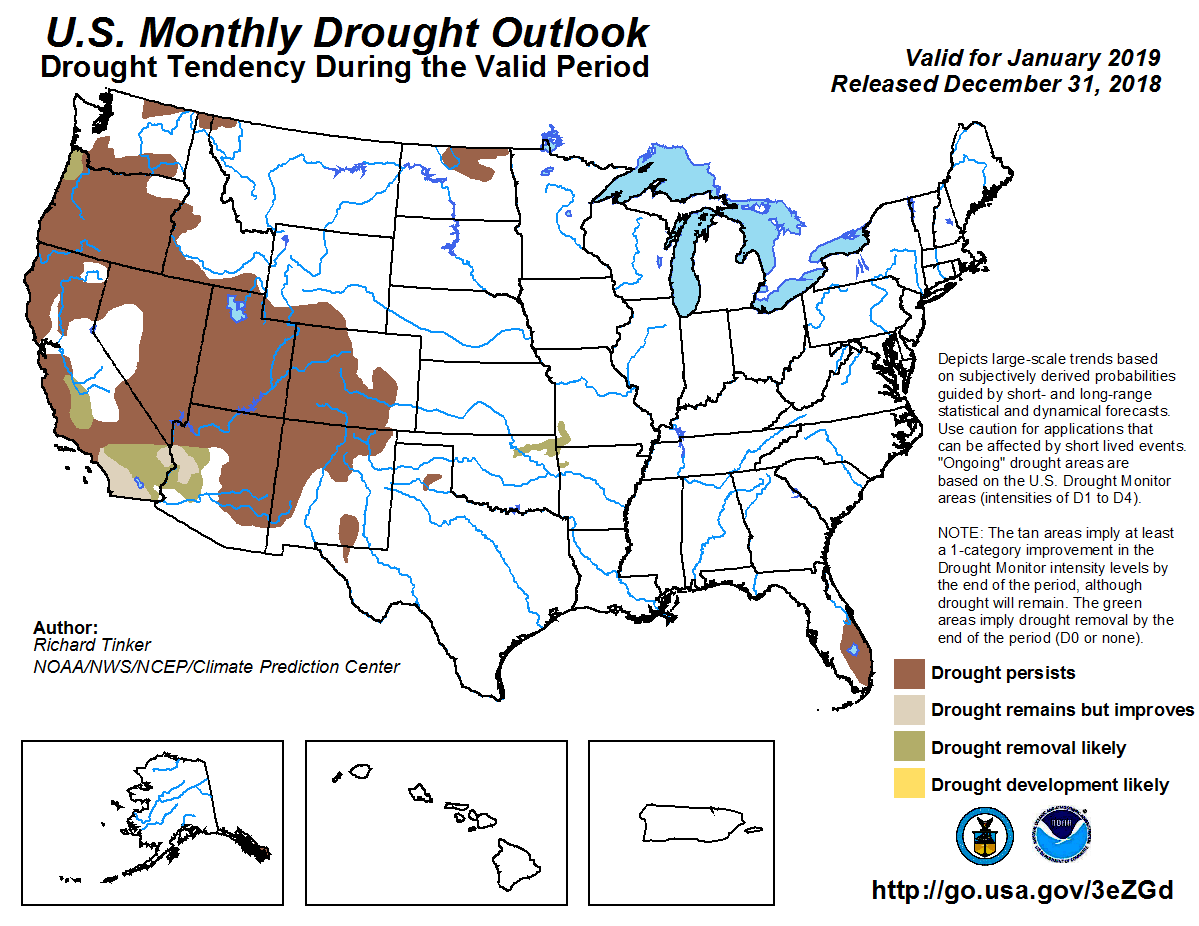 U.S. Monthly Drought Outlook
Drought Tendency During the Valid Period
Valid for January 2019
Released December 31, 2018
Depicts large-scale trends based
on subjectively derived probabilities
guided by short- and long-range
statistical and dynamical forecasts.
Use caution for applications that
can be affected by short lived events.
"Ongoing" drought areas are
based on the U.S. Drought Monitor
areas (intensities of D1 to D4).
NOTE: The tan areas imply at least
a 1-category improvement in the
Drought Monitor intensity levels by
the end of the period, although
drought will remain. The green
areas imply drought removal by the
end of the period (D0 or none).
Author:
Richard Tinker
NOAA/NWS/NCEP/Climate Prediction Center
Drought persists
Drought remains but improves
Drought removal likely
Drought development likely
http://go.usa.gov/3eZGd